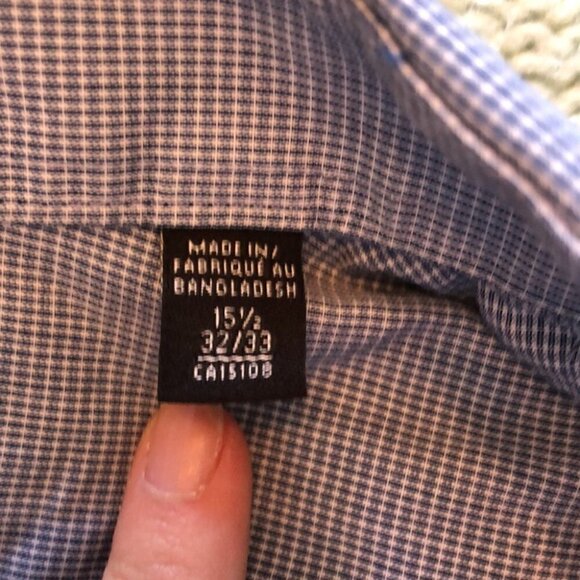 MADE IN/
FABRIQUÉ AU
BANGLADESH
15½
32/33
CA15108